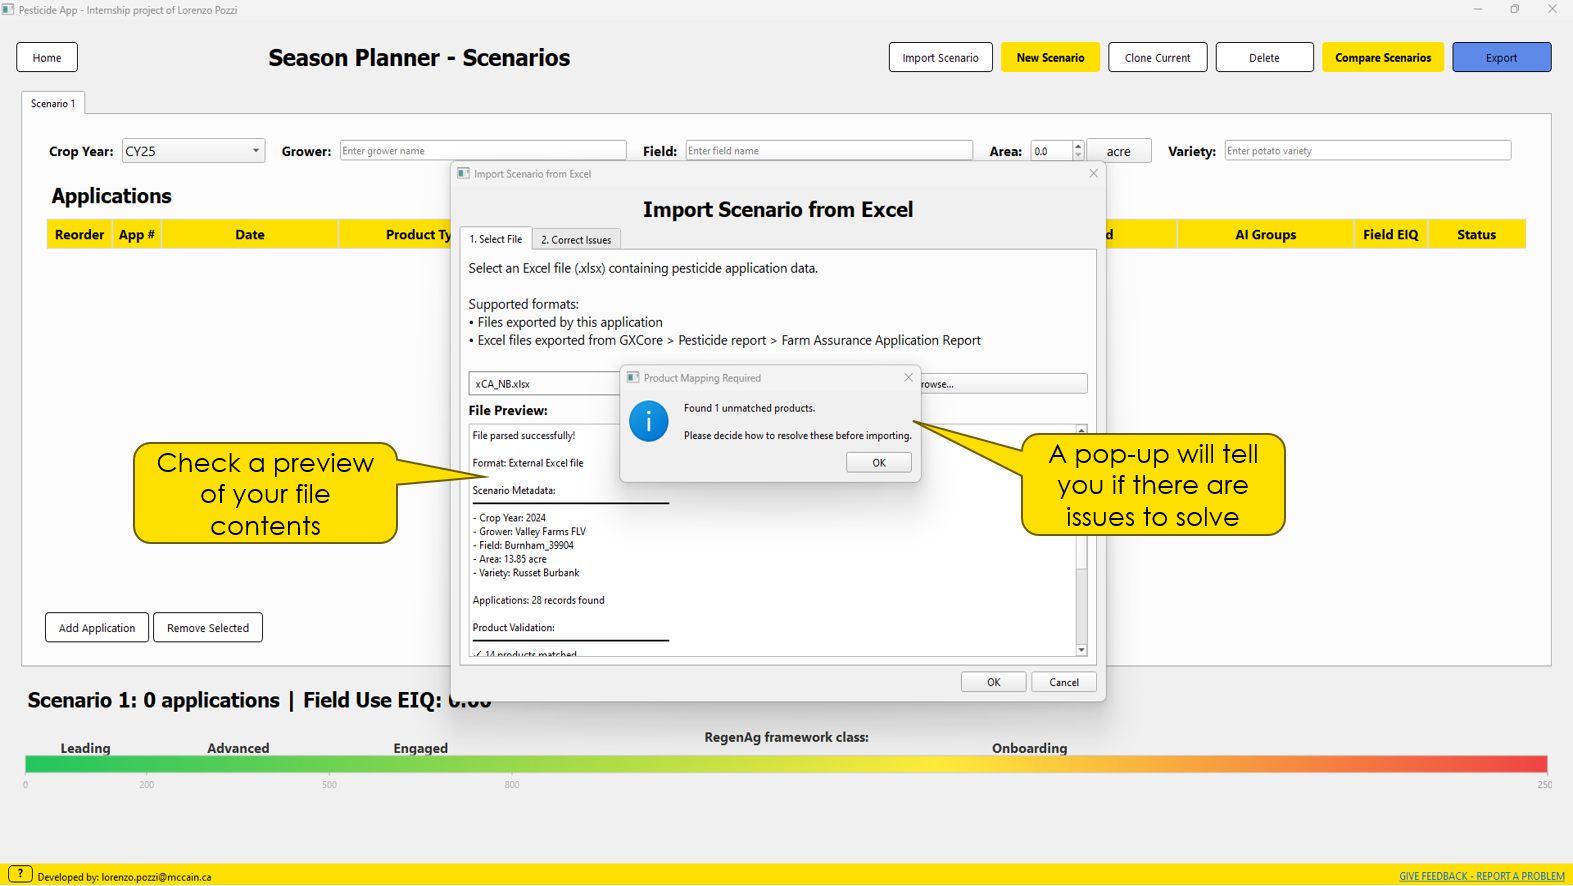 Pesticide App - Internship project of Lorenzo Pozzi
Home
Season Planner - Scenarios
Import Scenario
New Scenario
Clone Current
Delete
Compare Scenarios
Export
Scenario 1
Crop Year:
CY25
Grower:
Enter grower name
Field:
Enter field name
Area:
0.0
acre
Variety:
Enter potato variety
Applications
Reorder
App #
Date
Product Ty
d
AI Groups
Field EIQ
Status
Import Scenario from Excel
Import Scenario from Excel
1. Select File
2. Correct Issues
Select an Excel file (.xlsx) containing pesticide application data.
Supported formats:
• Files exported by this application
• Excel files exported from GXCore > Pesticide report > Farm Assurance Application Report
xCA_NB.xlsx
rowse...
File Preview:
File parsed successfully!
Format: External Excel file
Scenario Metadata:
- Crop Year: 2024
- Grower: Valley Farms FLV
- Field: Burnham_39904
- Area: 13.85 acre
- Variety: Russet Burbank
Applications: 28 records found
Product Validation:
✓ 14 products matched
OK
Cancel
Product Mapping Required
Found 1 unmatched products.
Please decide how to resolve these before importing.
OK
Check a preview
of your file
contents
A pop-up will tell
you if there are
issues to solve
Add Application
Remove Selected
Scenario 1: 0 applications | Field Use EIQ: 0.00
RegenAg framework class:
Leading
Advanced
Engaged
Onboarding
0
200
500
800
250
?
Developed by: lorenzo.pozzi@mccain.ca
GIVE FEEDBACK - REPORT A PROBLEM